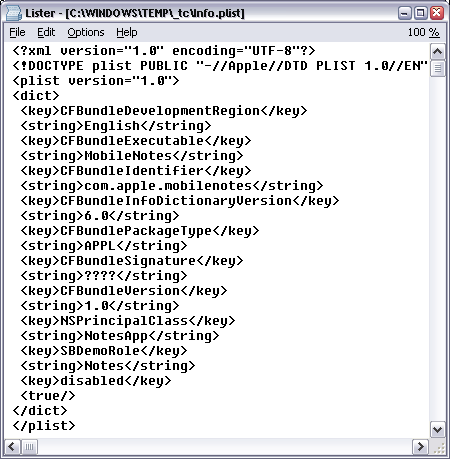 Lister - [C:\WINDOWS\TEMP\_tc\Info.plist]
File Edit Options Help 100 %
<?xml version="1.0" encoding="UTF-8"?>
<!DOCTYPE plist PUBLIC "-//Apple//DTD PLIST 1.0//EN"
<plist version="1.0">
<dict>
<key>CFBundleDevelopmentRegion</key>
<string>English</string>
<key>CFBundleExecutable</key>
<string>MobileNotes</string>
<key>CFBundleIdentifier</key>
<string>com.apple.mobilenotes</string>
<key>CFBundleInfoDictionaryVersion</key>
<string>6.0</string>
<key>CFBundlePackageType</key>
<string>APPL</string>
<key>CFBundleSignature</key>
<string>????</string>
<key>CFBundleVersion</key>
<string>1.0</string>
<key>NSPrincipalClass</key>
<string>NotesApp</string>
<key>SBDemoRole</key>
<string>Notes</string>
<key>disabled</key>
<true/>
</dict>
</plist>